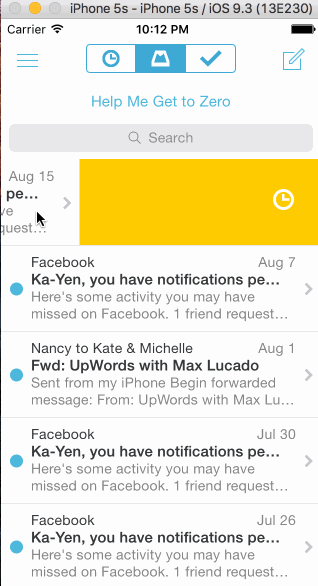 iPhone 5s - iPhone 5s / iOS 9.3 (13E230)
Carrier 10:12 PM
Help Me Get to Zero
Search
Aug 15
pe...
ve
quest...
Facebook Aug 7
Ka-Yen, you have notifications pe...
Here's some activity you may have
missed on Facebook. 1 friend request...
Nancy to Kate & Michelle Aug 1
Fwd: UpWords with Max Lucado
Sent from my iPhone Begin forwarded
message: From: UpWords with Max Lu...
Facebook Jul 30
Ka-Yen, you have notifications pe...
Here's some activity you may have
missed on Facebook. 1 friend request...
Facebook Jul 26
Ka-Yen, you have notifications pe...
Here's some activity you may have
missed on Facebook. 1 friend request...